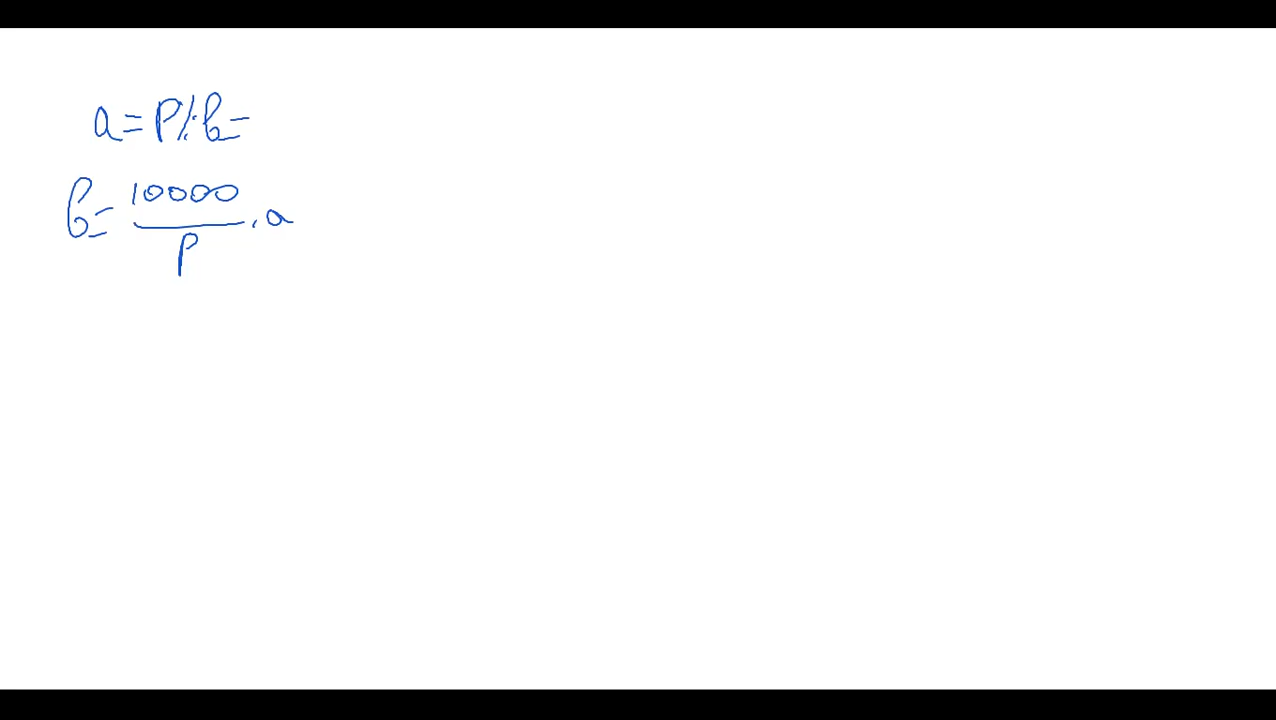 a = P% · b =
b = 10000 / P · a